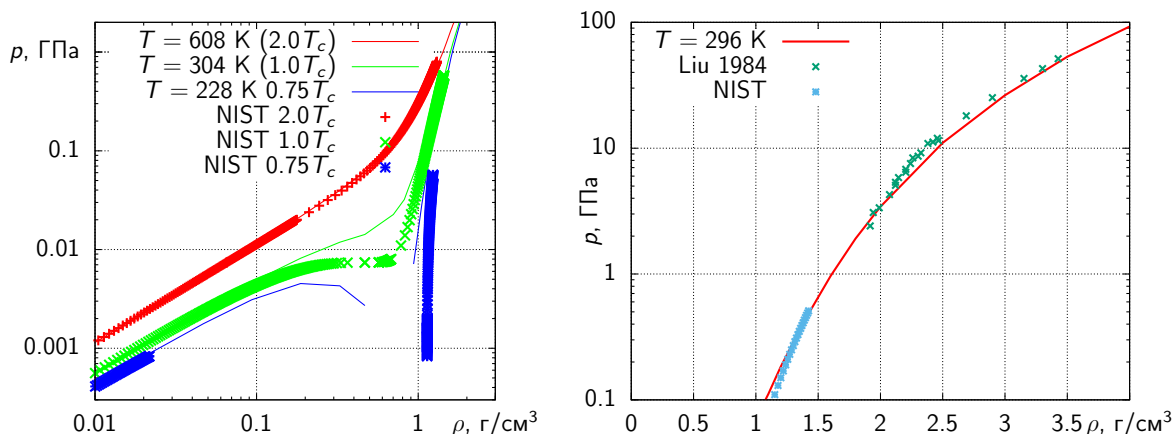 p, ГПа
T = 608 K (2.0T_c)
T = 304 K (1.0T_c)
T = 228 K 0.75T_c
NIST 2.0T_c
NIST 1.0T_c
NIST 0.75T_c
0.1
0.01
0.001
0.01
0.1
1
ρ, г/см³
100
10
1
0.1
p, ГПа
T = 296 K
Liu 1984
NIST
0
0.5
1
1.5
2
2.5
3
3.5
ρ, г/см³